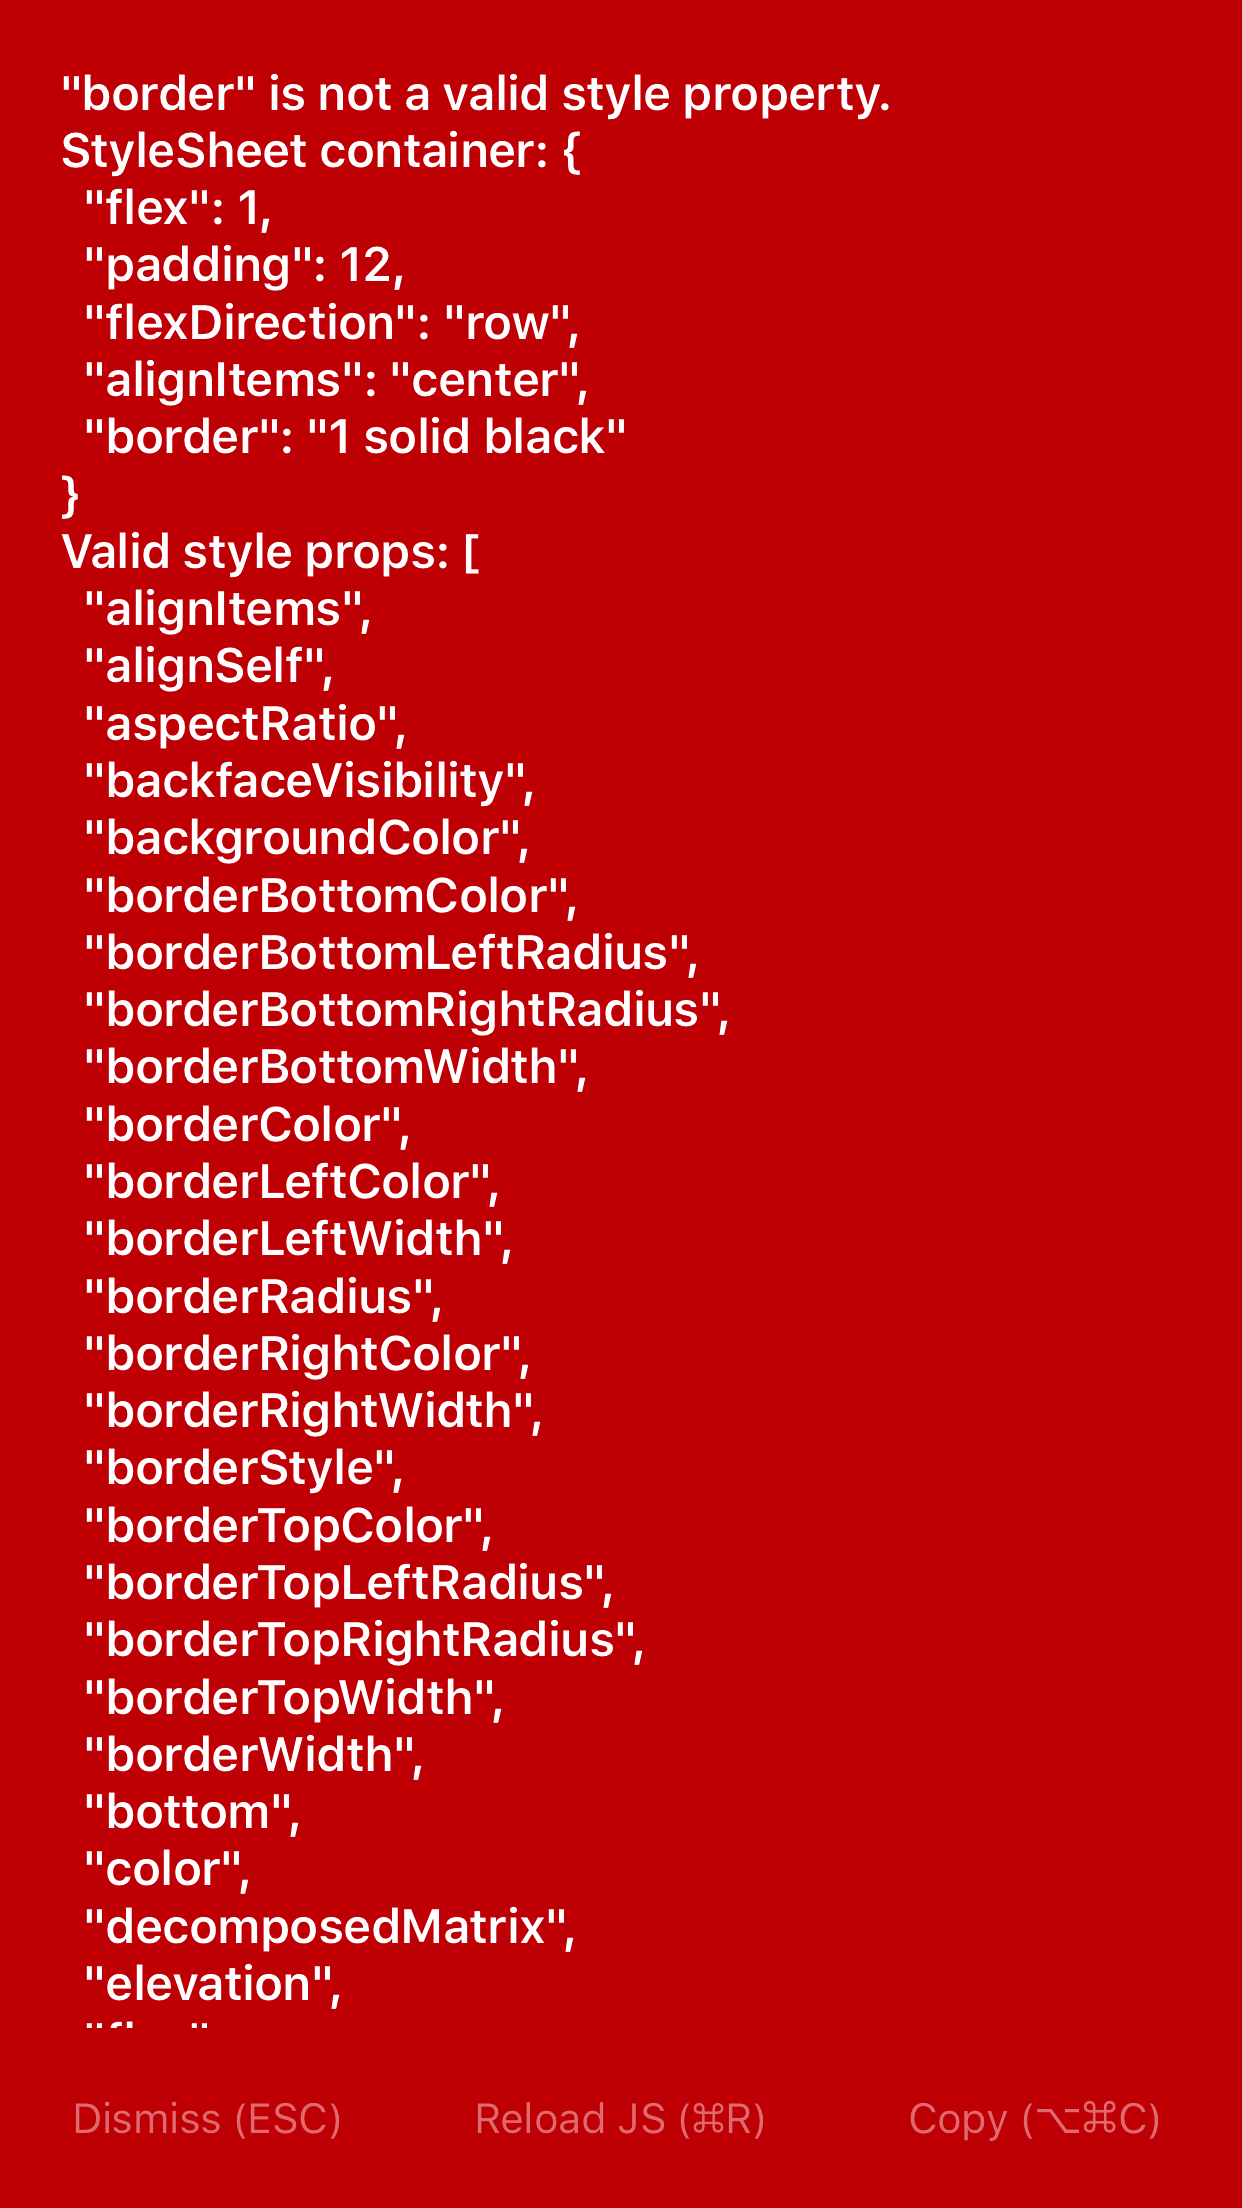 "border" is not a valid style property.
StyleSheet container: {
  "flex": 1,
  "padding": 12,
  "flexDirection": "row",
  "alignItems": "center",
  "border": "1 solid black"
}
Valid style props: [
  "alignItems",
  "alignSelf",
  "aspectRatio",
  "backfaceVisibility",
  "backgroundColor",
  "borderBottomColor",
  "borderBottomLeftRadius",
  "borderBottomRightRadius",
  "borderBottomWidth",
  "borderColor",
  "borderLeftColor",
  "borderLeftWidth",
  "borderRadius",
  "borderRightColor",
  "borderRightWidth",
  "borderStyle",
  "borderTopColor",
  "borderTopLeftRadius",
  "borderTopRightRadius",
  "borderTopWidth",
  "borderWidth",
  "bottom",
  "color",
  "decomposedMatrix",
  "elevation",
Dismiss (ESC) Reload JS (⌘R) Copy (⌥⌘C)